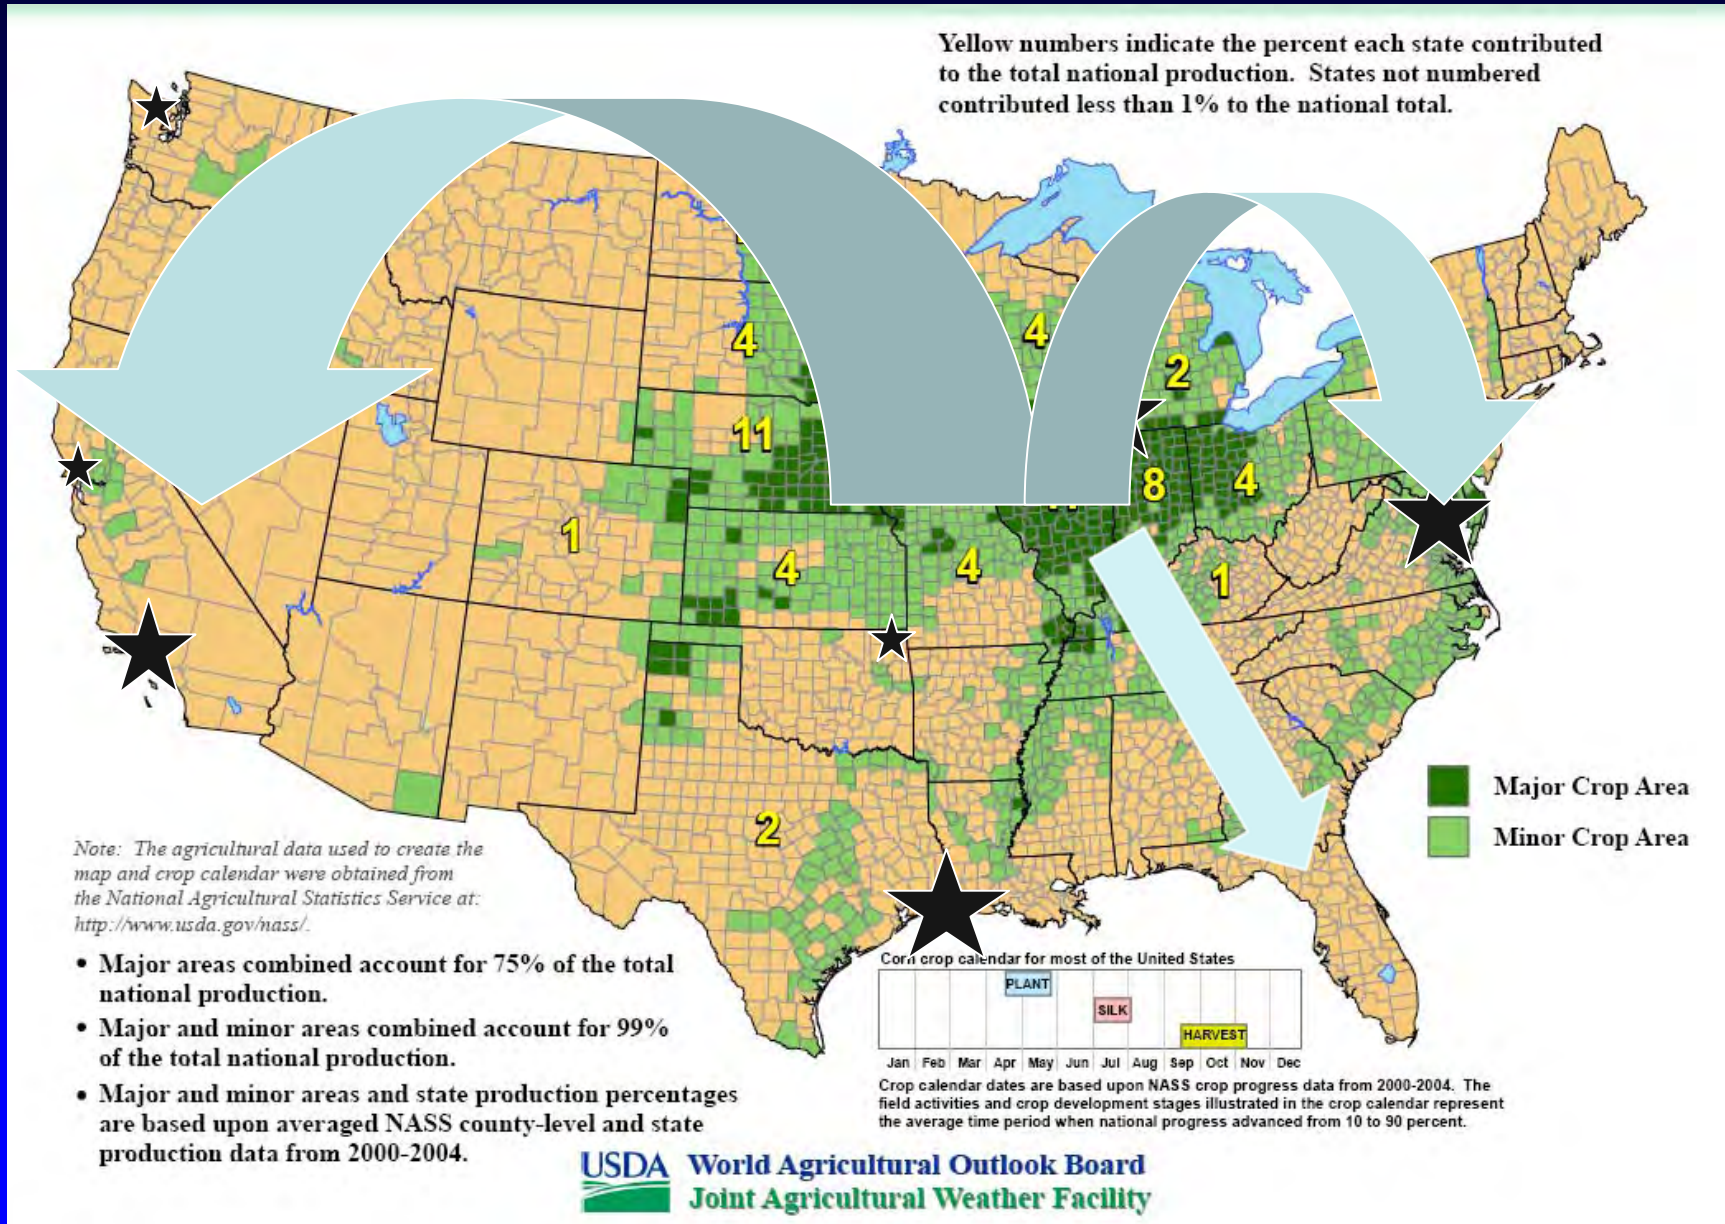 Yellow numbers indicate the percent each state contributed
to the total national production.  States not numbered
contributed less than 1% to the national total.
4
4
2
11
8
4
1
4
4
1
2
Major Crop Area
Minor Crop Area
Note:  The agricultural data used to create the
map and crop calendar were obtained from
the National Agricultural Statistics Service at:
http://www.usda.gov/nass/.
• Major areas combined account for 75% of the total
national production.
• Major and minor areas combined account for 99%
of the total national production.
• Major and minor areas and state production percentages
are based upon averaged NASS county-level and state
production data from 2000-2004.
Corn crop calendar for most of the United States
PLANT
SILK
HARVEST
Jan Feb Mar Apr May Jun Jul Aug Sep Oct Nov Dec
Crop calendar dates are based upon NASS crop progress data from 2000-2004.  The
field activities and crop development stages illustrated in the crop calendar represent
the average time period when national progress advanced from 10 to 90 percent.
USDA World Agricultural Outlook Board
Joint Agricultural Weather Facility